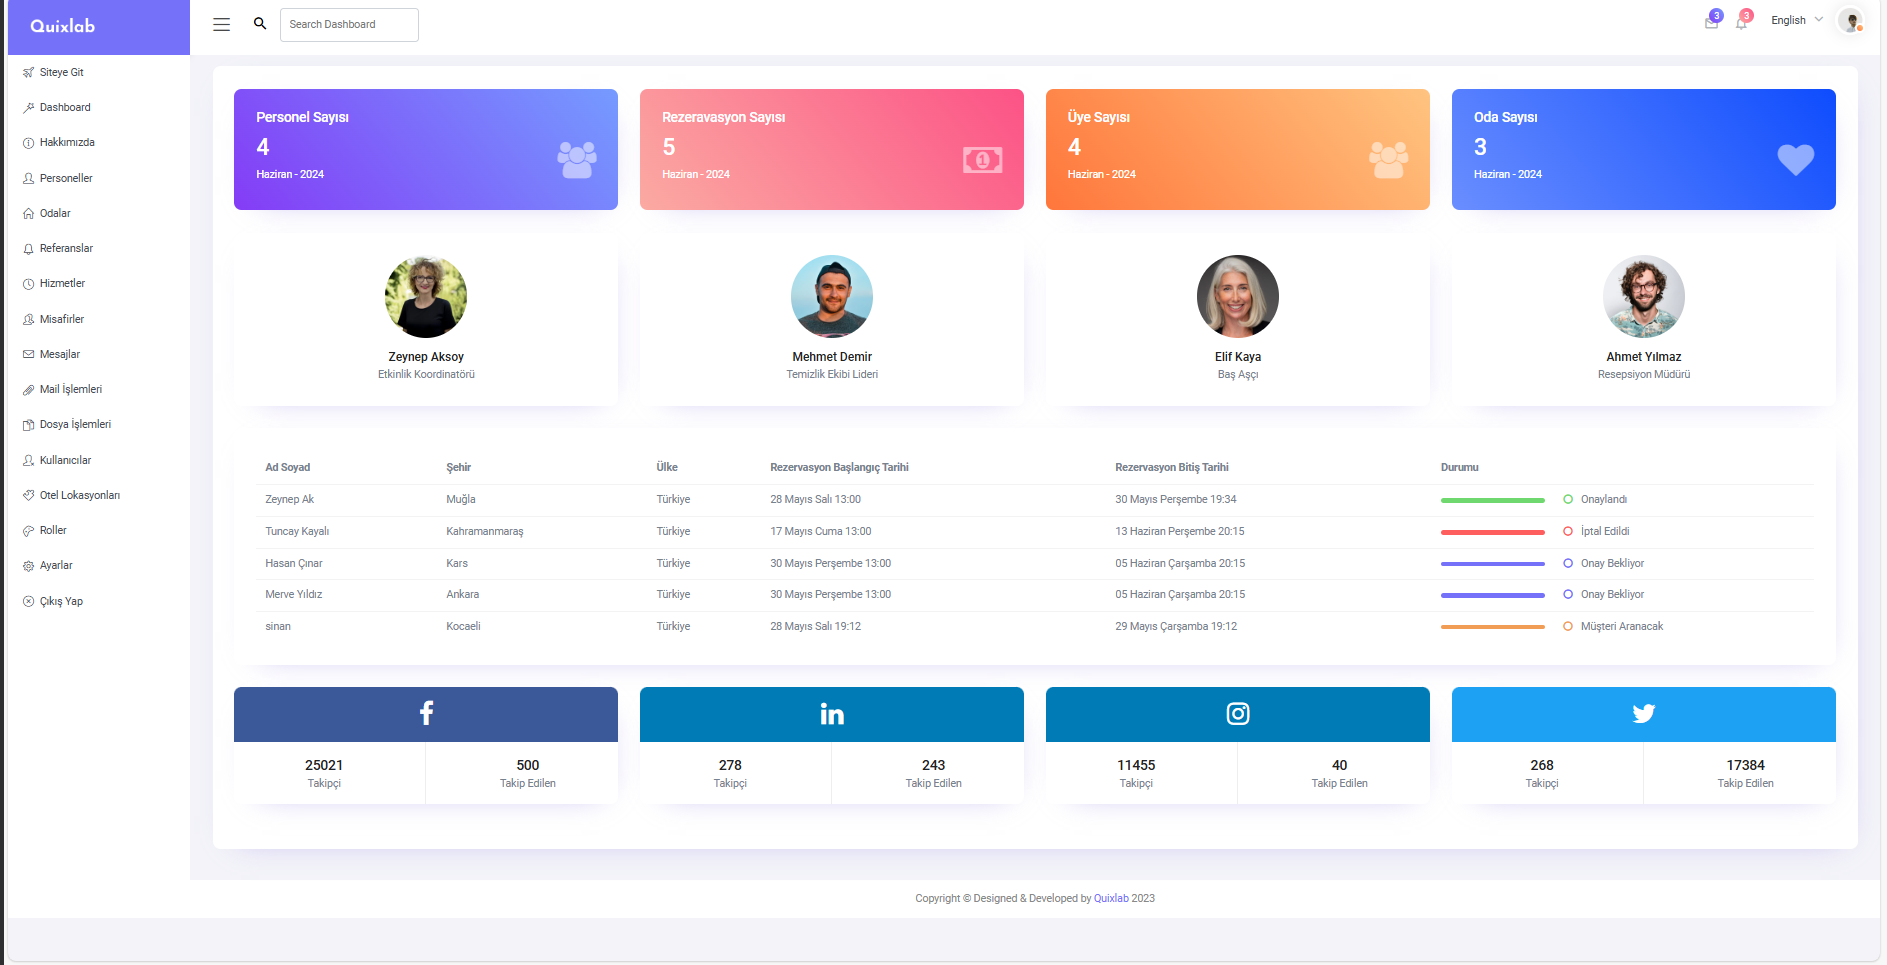 Quixlab
Search Dashboard
3
3
English
Siteye Git
Dashboard
Hakkımızda
Personeller
Odalar
Referanslar
Hizmetler
Misafirler
Mesajlar
Mail İşlemleri
Dosya İşlemleri
Kullanıcılar
Otel Lokasyonları
Roller
Ayarlar
Çıkış Yap
Personel Sayısı
4
Haziran - 2024
Rezeravasyon Sayısı
5
Haziran - 2024
1
Üye Sayısı
4
Haziran - 2024
Oda Sayısı
3
Haziran - 2024
Zeynep Aksoy
Etkinlik Koordinatörü
Mehmet Demir
Temizlik Ekibi Lideri
Elif Kaya
Baş Aşçı
Ahmet Yılmaz
Resepsiyon Müdürü
Ad Soyad Şehir Ülke Rezervasyon Başlangıç Tarihi Rezervasyon Bitiş Tarihi Durumu
Zeynep Ak Muğla Türkiye 28 Mayıs Salı 13:00 30 Mayıs Perşembe 19:34 Onaylandı
Tuncay Kayalı Kahramanmaraş Türkiye 17 Mayıs Cuma 13:00 13 Haziran Perşembe 20:15 İptal Edildi
Hasan Çınar Kars Türkiye 30 Mayıs Perşembe 13:00 05 Haziran Çarşamba 20:15 Onay Bekliyor
Merve Yıldız Ankara Türkiye 30 Mayıs Perşembe 13:00 05 Haziran Çarşamba 20:15 Onay Bekliyor
sinan Kocaeli Türkiye 28 Mayıs Salı 19:12 29 Mayıs Çarşamba 19:12 Müşteri Aranacak
f
25021 500
Takipçi Takip Edilen
in
278 243
Takipçi Takip Edilen
11455 40
Takipçi Takip Edilen
268 17384
Takipçi Takip Edilen
Copyright © Designed & Developed by Quixlab 2023